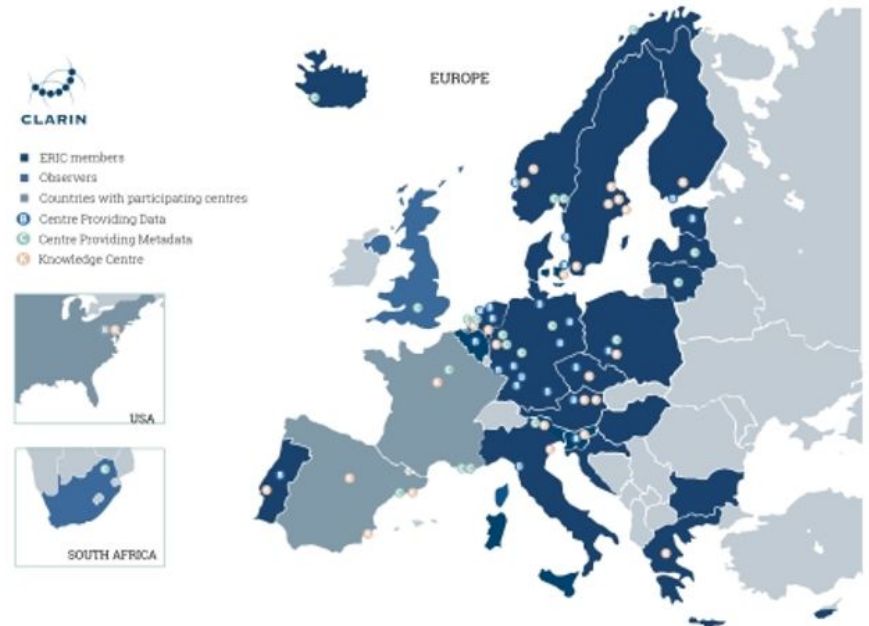 CLARIN
EUROPE
ERIC members
Observers
Countries with participating centres
B Centre Providing Data
C Centre Providing Metadata
K Knowledge Centre
USA
SOUTH AFRICA